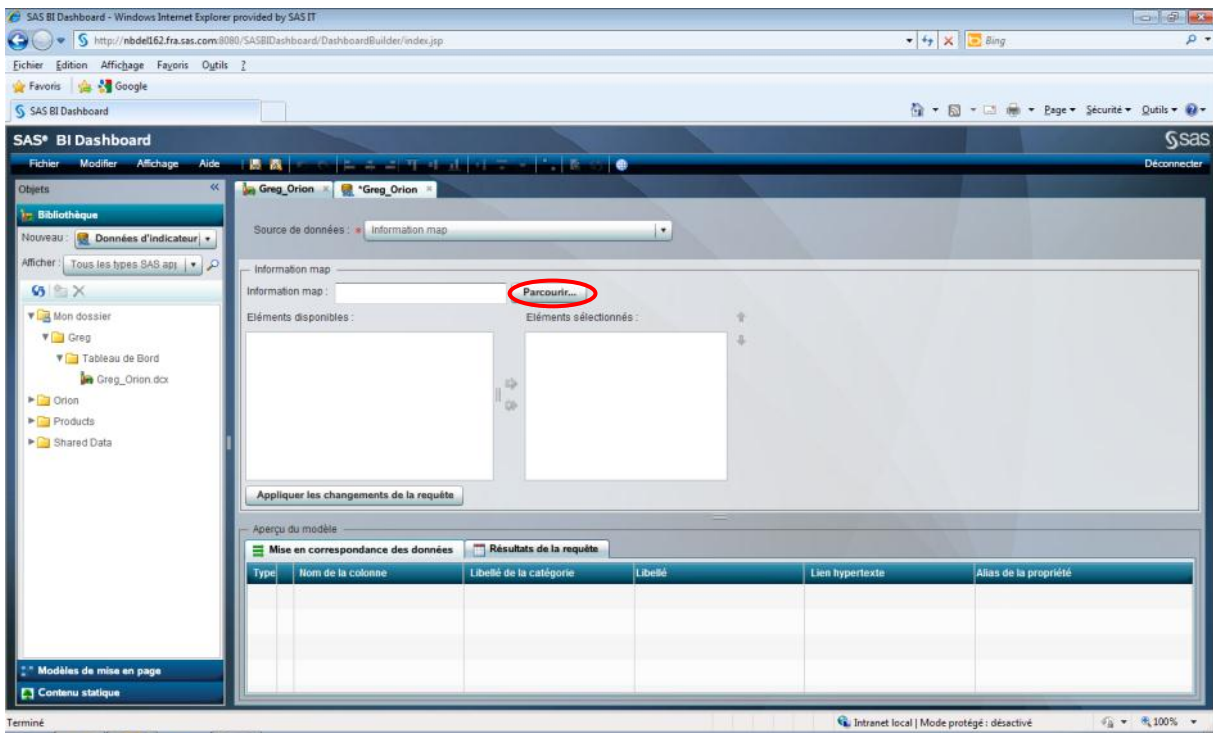 SAS BI Dashboard - Windows Internet Explorer provided by SAS IT
http://nbdel162.fra.sas.com:8080/SASBIDashboard/DashboardBuilder/index.jsp
Bing
Fichier Edition Affichage Favoris Outils ?
Favoris Google
SAS BI Dashboard
Page Sécurité Outils
SAS® BI Dashboard
sas
Fichier Modifier Affichage Aide
Déconnecter
Objets
Greg_Orion
*Greg_Orion
Bibliothèque
Nouveau : Données d'indicateur
Afficher : Tous les types SAS app
Mon dossier
Greg
Tableau de Bord
Greg_Orion.dcx
Orion
Products
Shared Data
Modèles de mise en page
Contenu statique
Source de données : * Information map
Information map
Information map : Parcourir...
Eléments disponibles : Eléments sélectionnés :
Appliquer les changements de la requête
Aperçu du modèle
Mise en correspondance des données Résultats de la requête
Type Nom de la colonne Libellé de la catégorie Libellé Lien hypertexte Alias de la propriété
Terminé
Intranet local | Mode protégé : désactivé
100%